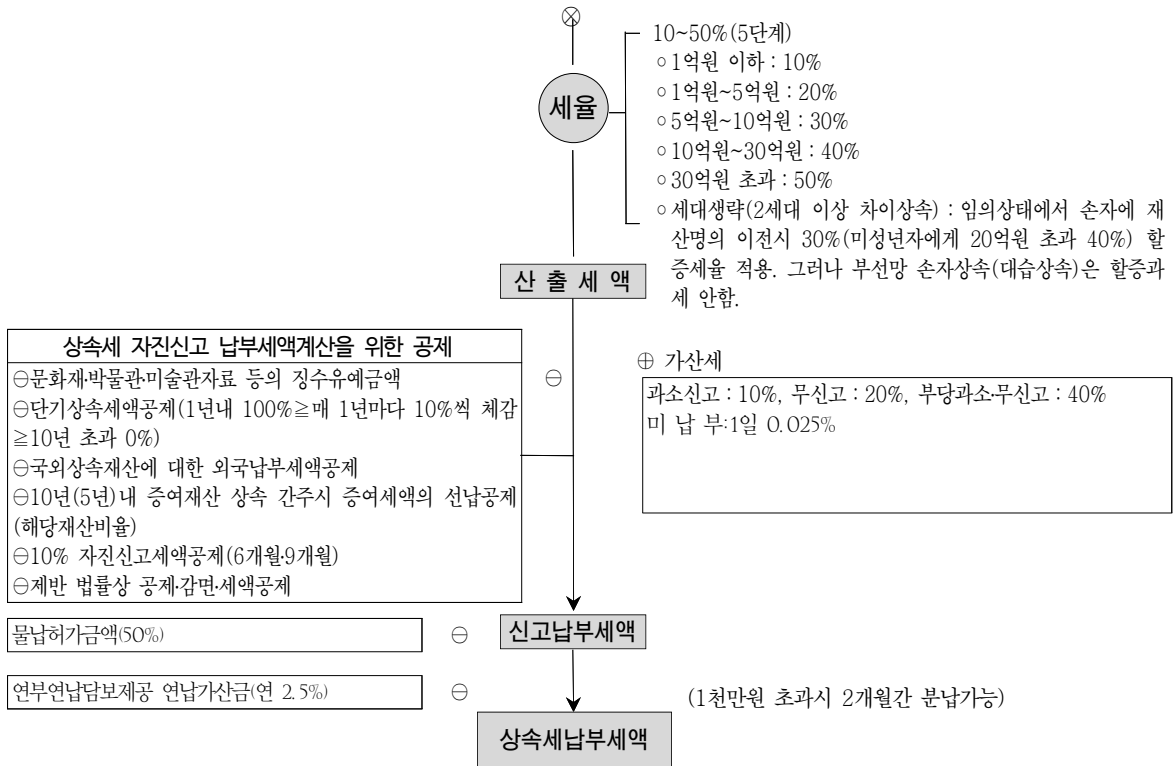 ⊗
세율
10~50%(5단계)
○1억원 이하 : 10%
○1억원~5억원 : 20%
○5억원~10억원 : 30%
○10억원~30억원 : 40%
○30억원 초과 : 50%
○세대생략(2세대 이상 차이상속) : 임의상태에서 손자에 재
산명의 이전시 30%(미성년자에게 20억원 초과 40%) 할
증세율 적용. 그러나 부선망 손자상속(대습상속)은 할증과
세 안함.
산 출 세 액
상속세 자진신고 납부세액계산을 위한 공제
⊖문화재·박물관·미술관자료 등의 징수유예금액
⊖단기상속세액공제(1년내 100%≧매 1년마다 10%씩 체감
≧10년 초과 0%)
⊖국외상속재산에 대한 외국납부세액공제
⊖10년(5년)내 증여재산 상속 간주시 증여세액의 선납공제
(해당재산비율)
⊖10% 자진신고세액공제(6개월·9개월)
⊖제반 법률상 공제·감면·세액공제
⊖
⊕ 가산세
과소신고 : 10%, 무신고 : 20%, 부당과소·무신고 : 40%
미 납 부:1일 0.025%
물납허가금액(50%)
⊖
신고납부세액
연부연납담보제공 연납가산금(연 2.5%)
⊖
(1천만원 초과시 2개월간 분납가능)
상속세납부세액